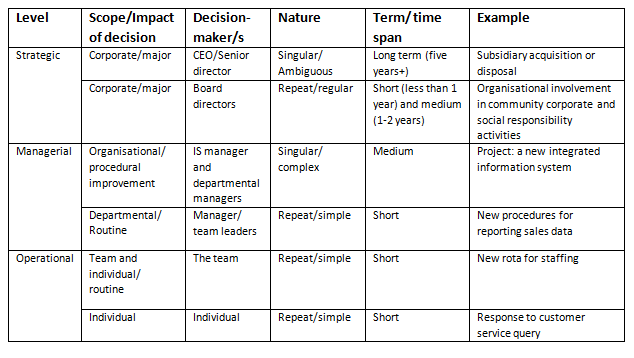 Level Scope/Impact of decision Decision-maker/s Nature Term/ time span Example
Strategic Corporate/major CEO/Senior director Singular/ Ambiguous Long term (five years+) Subsidiary acquisition or disposal
Corporate/major Board directors Repeat/regular Short (less than 1 year) and medium (1-2 years) Organisational involvement in community corporate and social responsibility activities
Managerial Organisational/ procedural improvement IS manager and departmental managers Singular/ complex Medium Project: a new integrated information system
Departmental/ Routine Manager/ team leaders Repeat/simple Short New procedures for reporting sales data
Operational Team and individual/ routine The team Repeat/simple Short New rota for staffing
Individual Individual Repeat/simple Short Response to customer service query